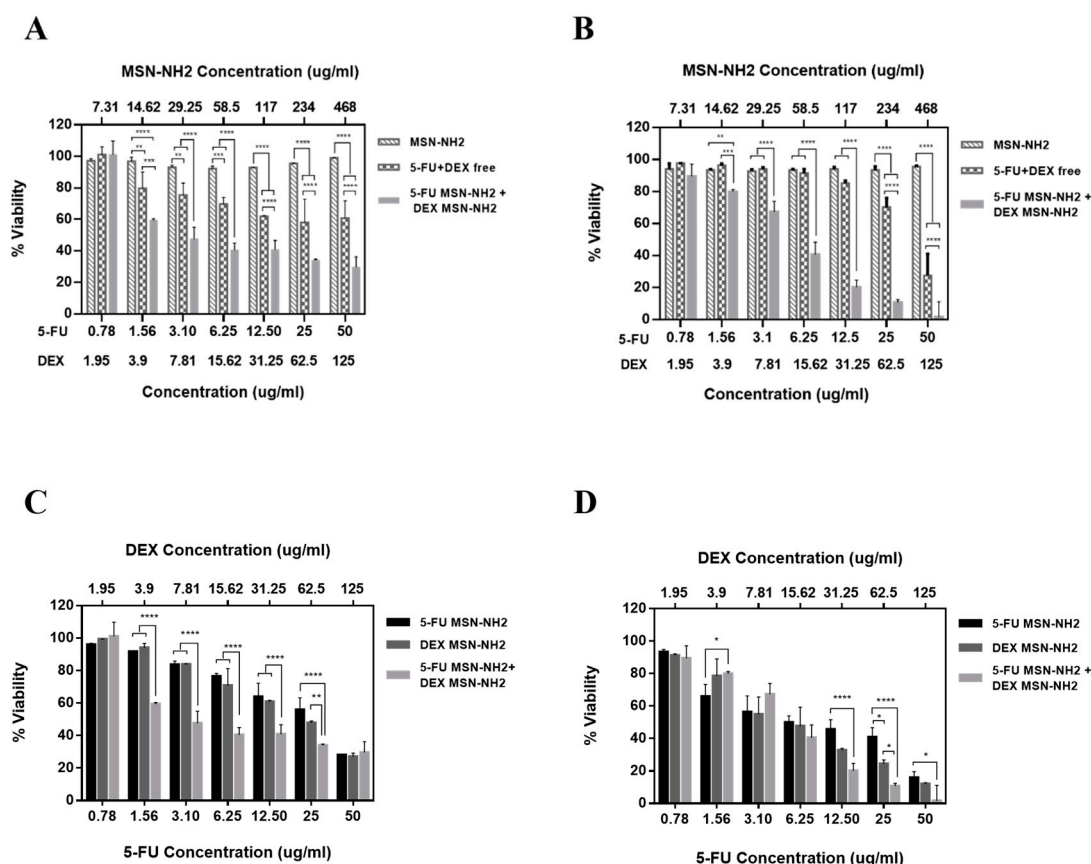 A
MSN-NH2 Concentration (ug/ml)
7.31 14.62 29.25 58.5 117 234 468
120
100
80
60
40
20
0
% Viability
**** ** *** **** ** **** *** **** **** **** **** **** ****
MSN-NH2
5-FU+DEX free
5-FU MSN-NH2 +
DEX MSN-NH2
5-FU 0.78 1.56 3.10 6.25 12.50 25 50
DEX 1.95 3.9 7.81 15.62 31.25 62.5 125
Concentration (ug/ml)
B
MSN-NH2 Concentration (ug/ml)
7.31 14.62 29.25 58.5 117 234 468
120
100
80
60
40
20
0
% Viability
** *** **** **** **** **** **** **** ****
MSN-NH2
5-FU+DEX free
5-FU MSN-NH2 +
DEX MSN-NH2
5-FU 0.78 1.56 3.1 6.25 12.5 25 50
DEX 1.95 3.9 7.81 15.62 31.25 62.5 125
Concentration (ug/ml)
C
DEX Concentration (ug/ml)
1.95 3.9 7.81 15.62 31.25 62.5 125
120
100
80
60
40
20
0
% Viability
**** **** **** **** **** **
5-FU MSN-NH2
DEX MSN-NH2
5-FU MSN-NH2+
DEX MSN-NH2
0.78 1.56 3.10 6.25 12.50 25 50
5-FU Concentration (ug/ml)
D
DEX Concentration (ug/ml)
1.95 3.9 7.81 15.62 31.25 62.5 125
120
100
80
60
40
20
0
% Viability
* **** **** * * *
5-FU MSN-NH2
DEX MSN-NH2
5-FU MSN-NH2 +
DEX MSN-NH2
0.78 1.56 3.10 6.25 12.50 25 50
5-FU Concentration (ug/ml)